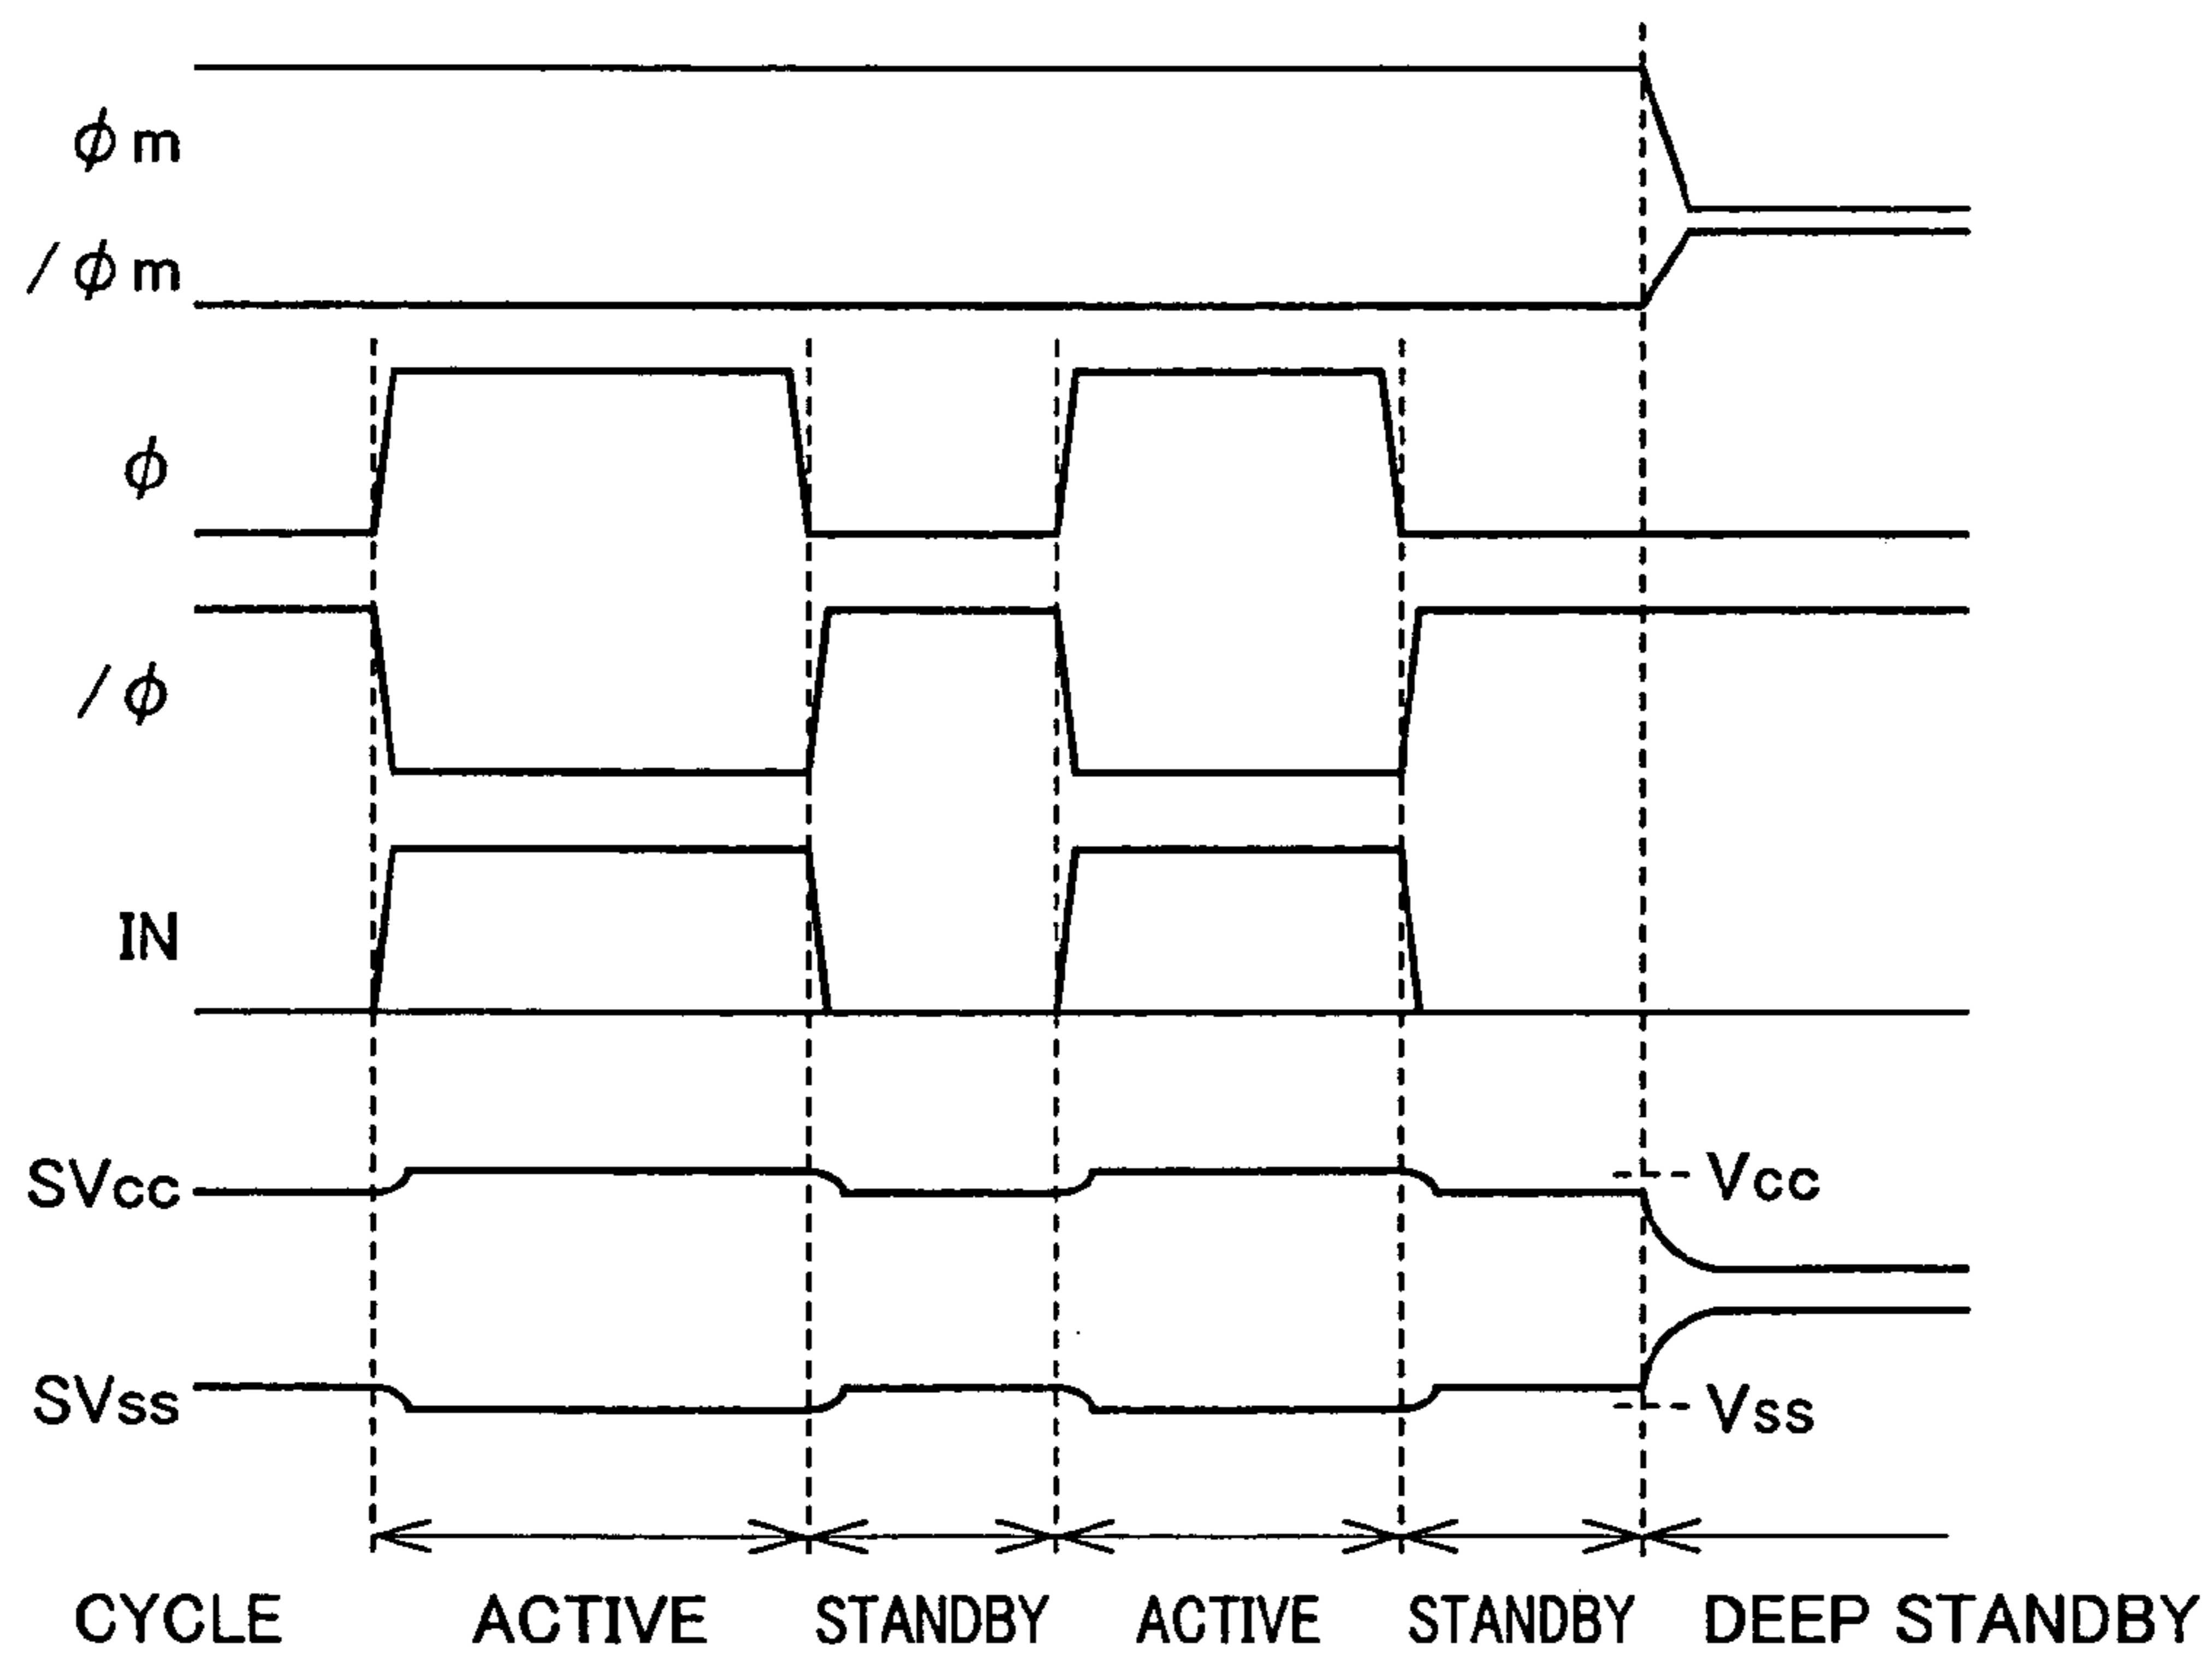 ϕm
/ϕm
ϕ
/ϕ
IN
SVcc
Vcc
SVss
Vss
CYCLE ACTIVE STANDBY ACTIVE STANDBY DEEP STANDBY